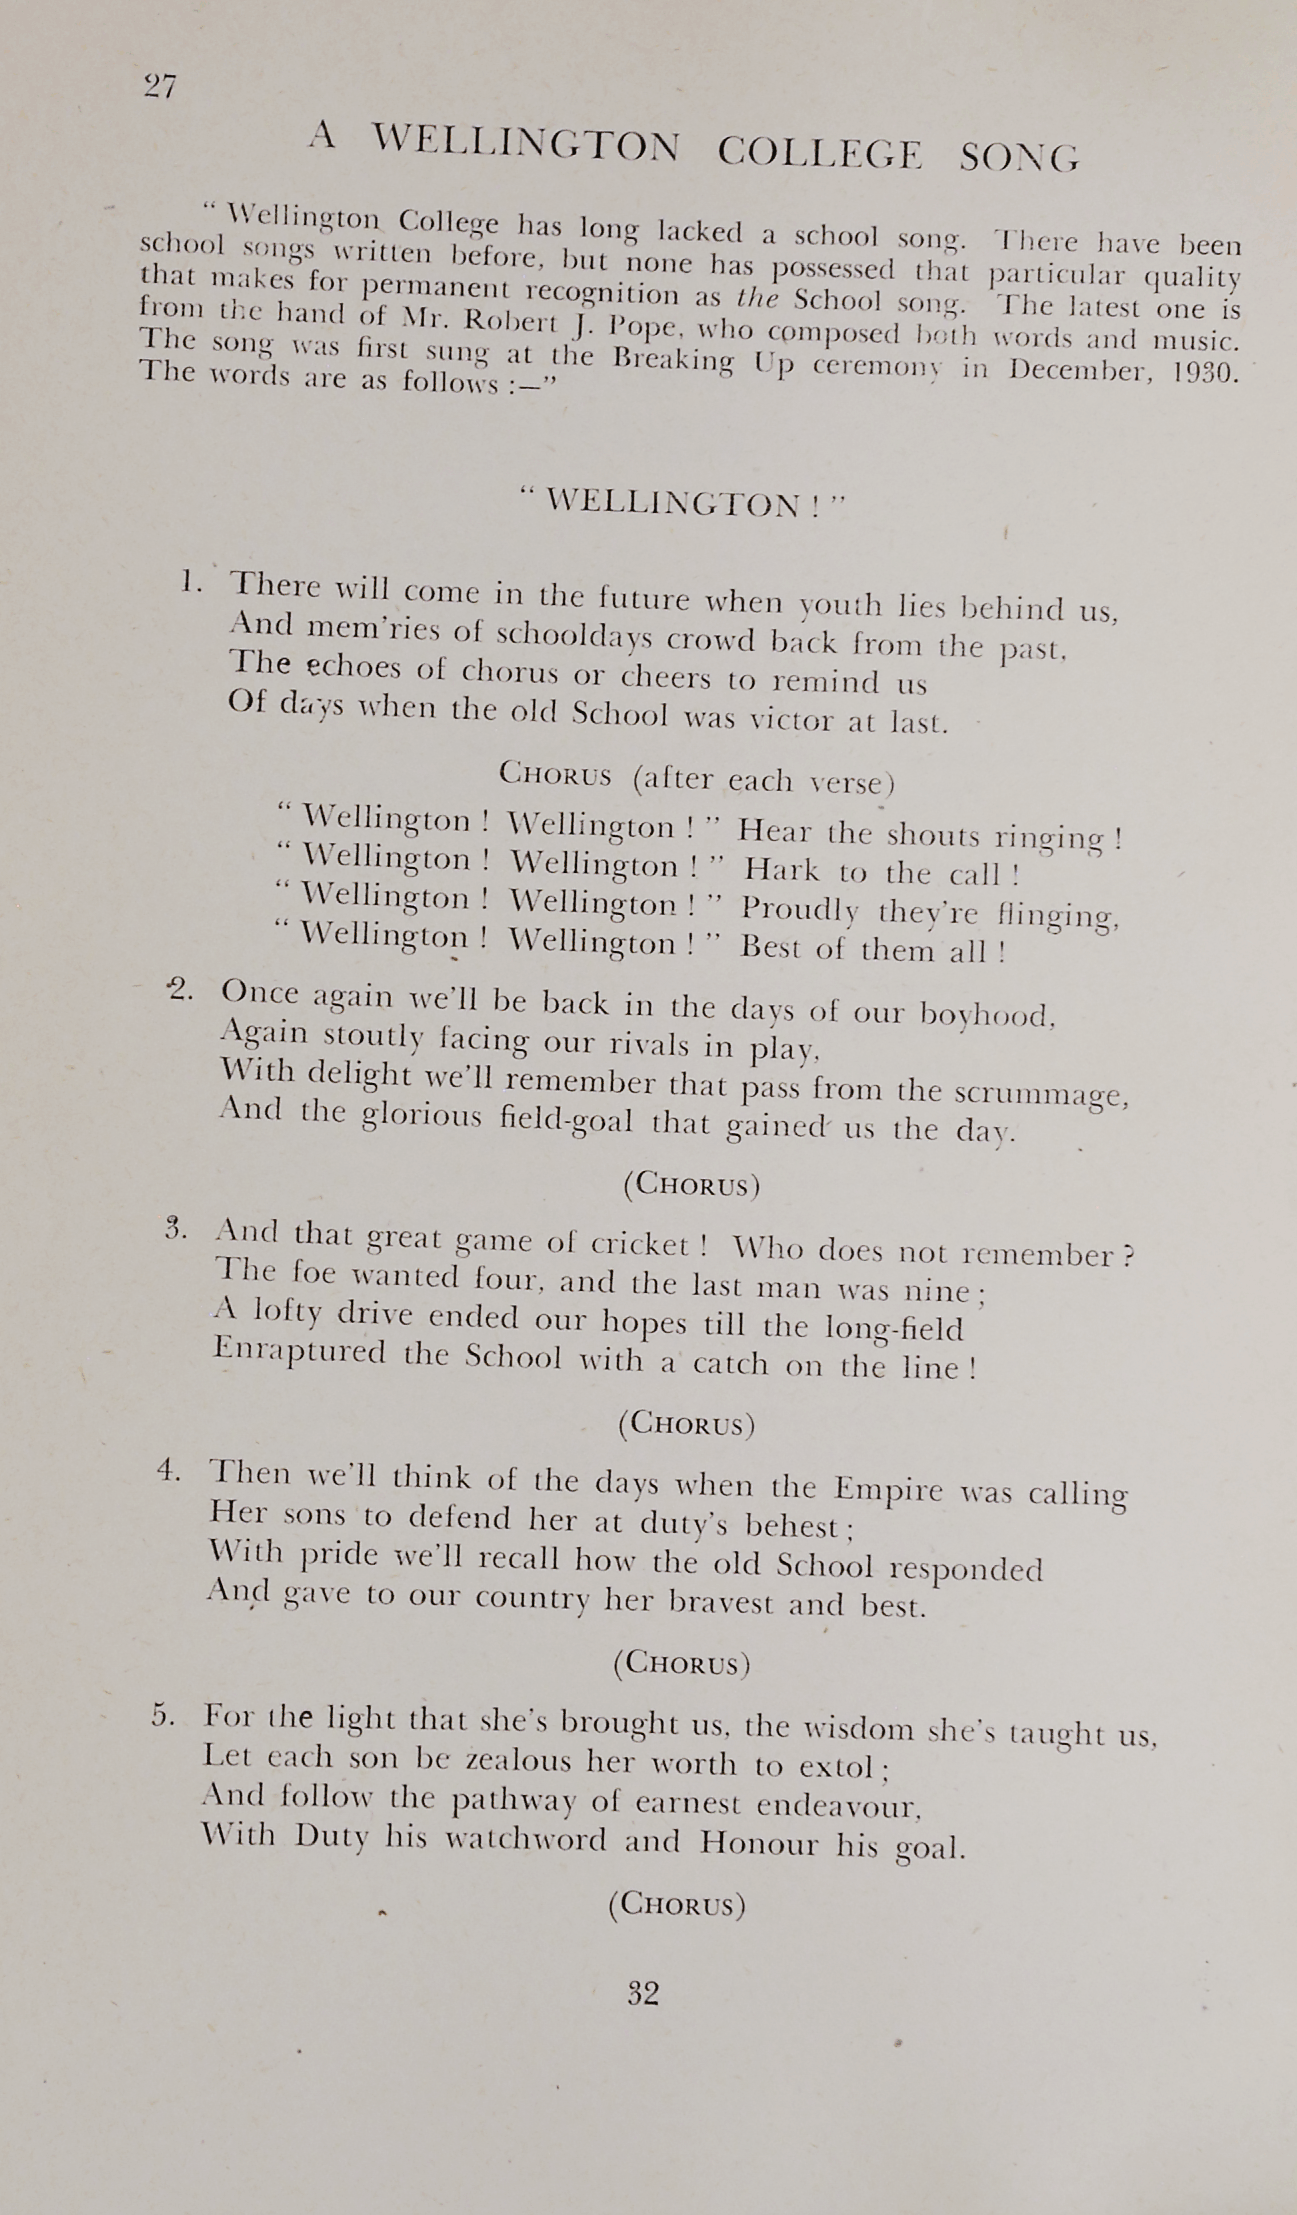 27
A WELLINGTON COLLEGE SONG
“ Wellington College has long lacked a school song. There have been
school songs written before, but none has possessed that particular quality
that makes for permanent recognition as the School song. The latest one is
from the hand of Mr. Robert J. Pope, who composed both words and music.
The song was first sung at the Breaking Up ceremony in December, 1930.
The words are as follows :—”
“ WELLINGTON ! ”
1. There will come in the future when youth lies behind us,
And mem’ries of schooldays crowd back from the past,
The echoes of chorus or cheers to remind us
Of days when the old School was victor at last.
CHORUS (after each verse)
“ Wellington ! Wellington ! ” Hear the shouts ringing !
“ Wellington ! Wellington ! ” Hark to the call !
“ Wellington ! Wellington ! ” Proudly they’re flinging,
“ Wellington ! Wellington ! ” Best of them all !
2. Once again we’ll be back in the days of our boyhood,
Again stoutly facing our rivals in play,
With delight we’ll remember that pass from the scrummage,
And the glorious field-goal that gained us the day.
(CHORUS)
3. And that great game of cricket ! Who does not remember ?
The foe wanted four, and the last man was nine ;
A lofty drive ended our hopes till the long-field
Enraptured the School with a catch on the line !
(CHORUS)
4. Then we’ll think of the days when the Empire was calling
Her sons to defend her at duty’s behest ;
With pride we’ll recall how the old School responded
And gave to our country her bravest and best.
(CHORUS)
5. For the light that she’s brought us, the wisdom she’s taught us,
Let each son be zealous her worth to extol ;
And follow the pathway of earnest endeavour,
With Duty his watchword and Honour his goal.
(CHORUS)
32